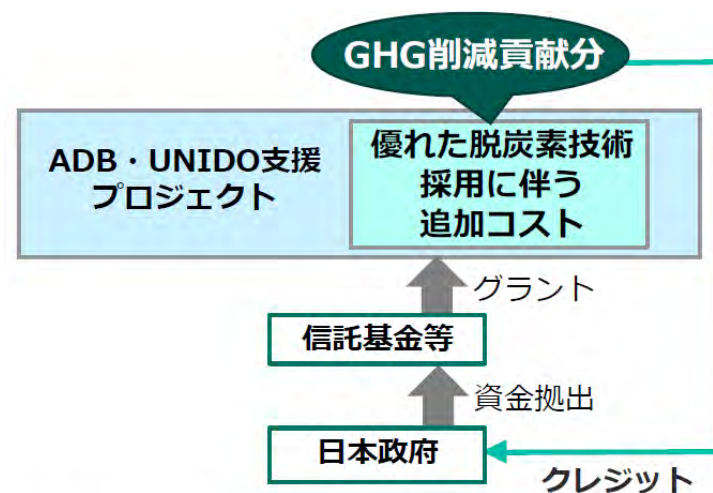 GHG削減貢献分
ADB・UNIDO支援
プロジェクト
優れた脱炭素技術
採用に伴う
追加コスト
グラント
信託基金等
資金拠出
日本政府
クレジット